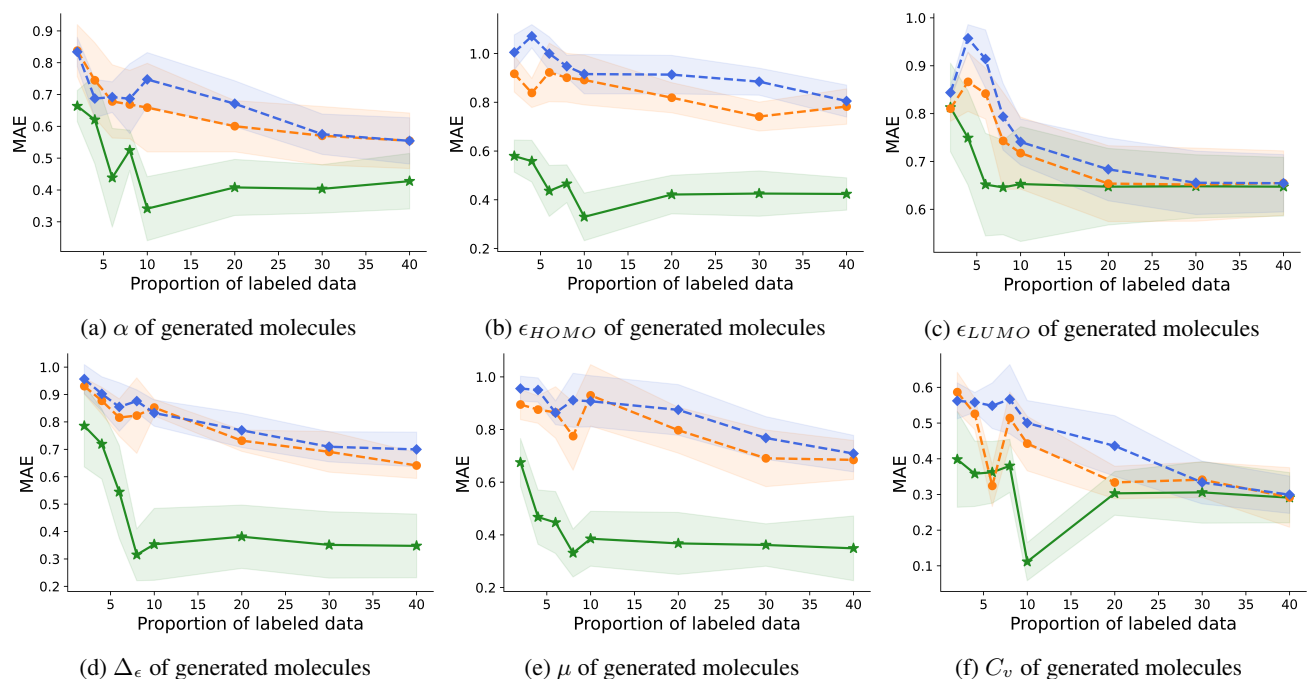 0.9
0.8
0.7
0.6
0.5
0.4
0.3
MAE
5 10 15 20 25 30 35 40
Proportion of labeled data
(a) α of generated molecules
1.0
0.8
0.6
0.4
0.2
MAE
5 10 15 20 25 30 35 40
Proportion of labeled data
(b) ϵ_HOMO of generated molecules
1.0
0.9
0.8
0.7
0.6
MAE
5 10 15 20 25 30 35 40
Proportion of labeled data
(c) ϵ_LUMO of generated molecules
1.0
0.9
0.8
0.7
0.6
0.5
0.4
0.3
0.2
MAE
5 10 15 20 25 30 35 40
Proportion of labeled data
(d) Δ_ϵ of generated molecules
1.0
0.8
0.6
0.4
0.2
MAE
5 10 15 20 25 30 35 40
Proportion of labeled data
(e) μ of generated molecules
0.6
0.5
0.4
0.3
0.2
0.1
MAE
5 10 15 20 25 30 35 40
Proportion of labeled data
(f) C_v of generated molecules